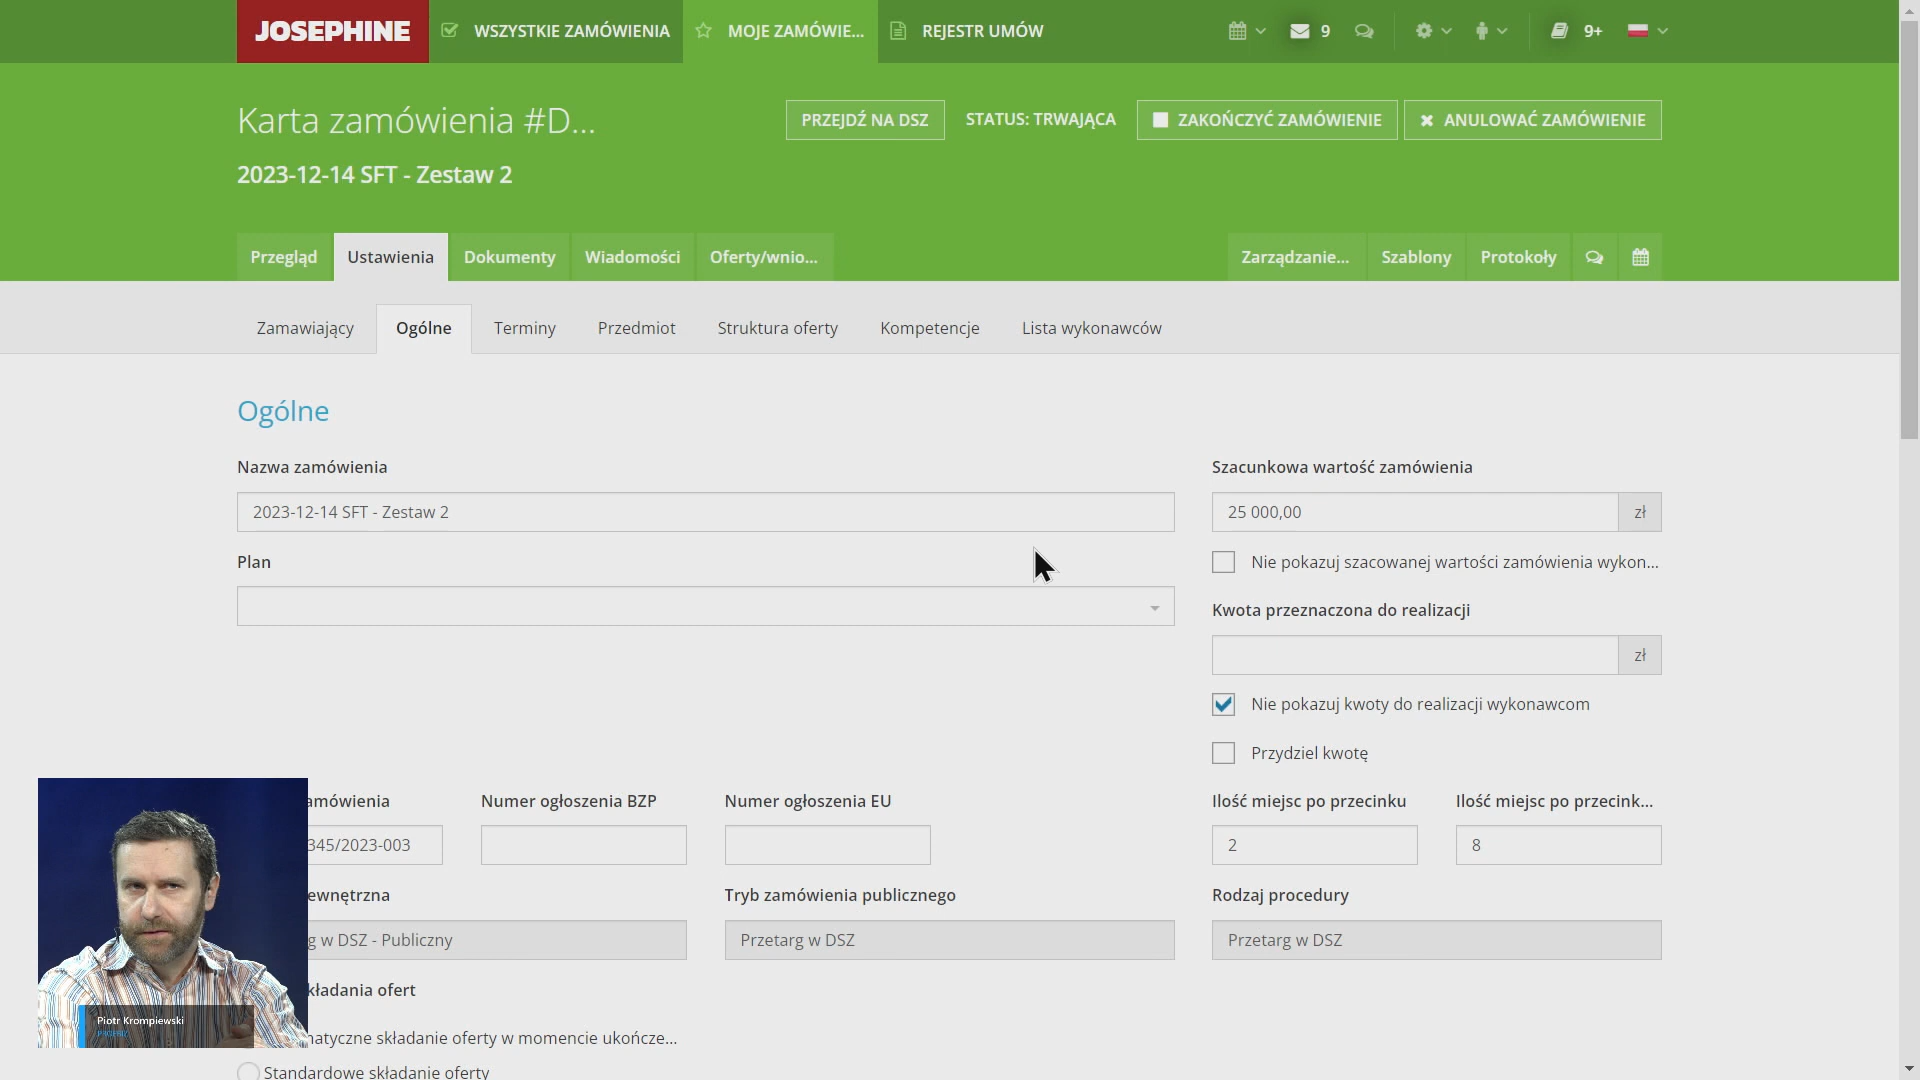 JOSEPHINE
WSZYSTKIE ZAMÓWIENIA
MOJE ZAMÓWIE...
REJESTR UMÓW
9
9+
Karta zamówienia #D...
PRZEJDŹ NA DSZ
STATUS: TRWAJĄCA
ZAKOŃCZYĆ ZAMÓWIENIE
ANULOWAĆ ZAMÓWIENIE
2023-12-14 SFT - Zestaw 2
Przegląd
Ustawienia
Dokumenty
Wiadomości
Oferty/wnio...
Zarządzanie...
Szablony
Protokoły
Zamawiający
Ogólne
Terminy
Przedmiot
Struktura oferty
Kompetencje
Lista wykonawców
Ogólne
Nazwa zamówienia
Szacunkowa wartość zamówienia
2023-12-14 SFT - Zestaw 2
25 000,00
zł
Plan
Nie pokazuj szacowanej wartości zamówienia wykon...
Kwota przeznaczona do realizacji
zł
Nie pokazuj kwoty do realizacji wykonawcom
Przydziel kwotę
amówienia
Numer ogłoszenia BZP
Numer ogłoszenia EU
Ilość miejsc po przecinku
Ilość miejsc po przecink...
345/2023-003
2
8
ewnętrzna
Tryb zamówienia publicznego
Rodzaj procedury
g w DSZ - Publiczny
Przetarg w DSZ
Przetarg w DSZ
kładania ofert
Piotr Krompiewski
matyczne składanie oferty w momencie ukończe...
Standardowe składanie oferty